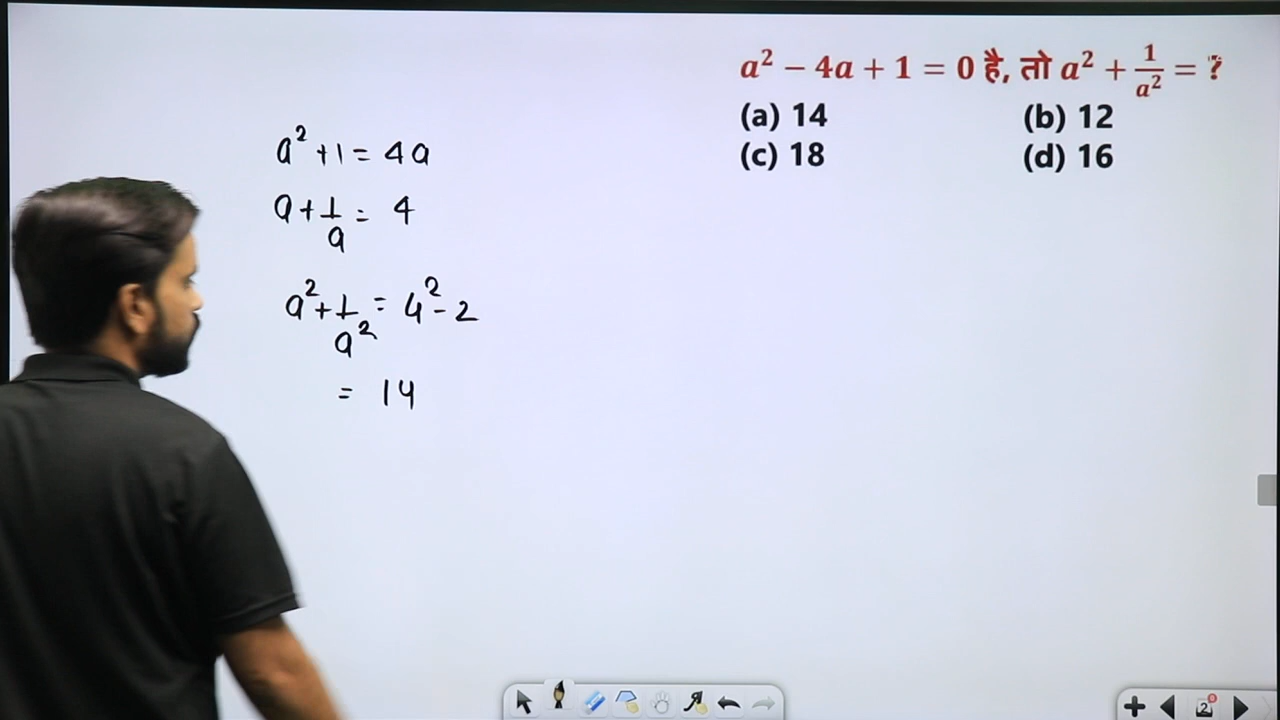 a² − 4a + 1 = 0 है, तो a² + 1/a² = ?
(a) 14 (b) 12
(c) 18 (d) 16
a² + 1 = 4a
a + 1/a = 4
a² + 1/a² = 4² - 2
= 14
2